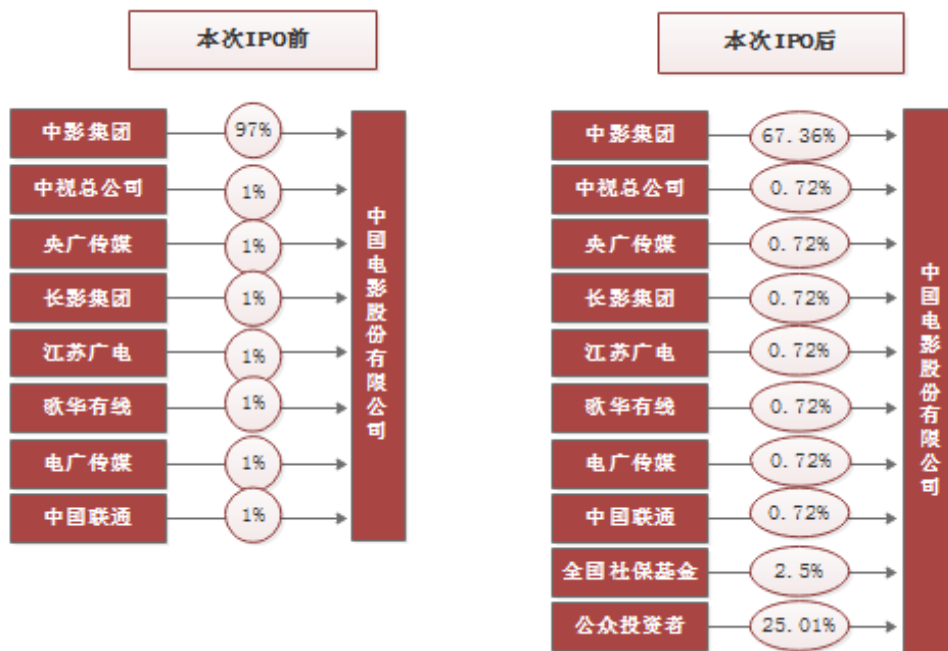 本次IPO前
中影集团
97%
中视总公司
1%
央广传媒
1%
长影集团
1%
江苏广电
1%
歌华有线
1%
电广传媒
1%
中国联通
1%
中国电影股份有限公司
本次IPO后
中影集团
67.36%
中视总公司
0.72%
央广传媒
0.72%
长影集团
0.72%
江苏广电
0.72%
歌华有线
0.72%
电广传媒
0.72%
中国联通
0.72%
全国社保基金
2.5%
公众投资者
25.01%
中国电影股份有限公司